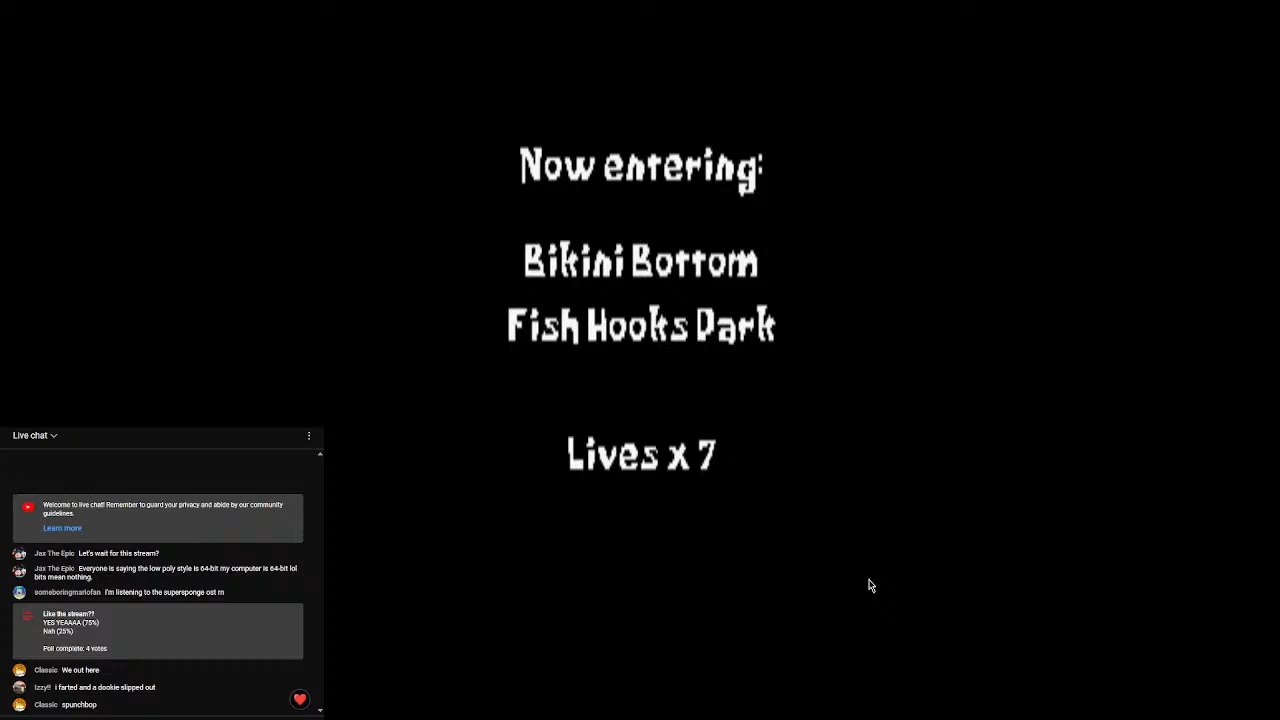 Now entering:
Bikini Bottom
Fish Hooks Park
Lives x 7
Live chat
Welcome to live chat! Remember to guard your privacy and abide by our community
guidelines.
Learn more
Jax The Epic Let's wait for this stream?
Jax The Epic Everyone is saying the low poly style is 64-bit my computer is 64-bit lol
bits mean nothing.
someboringmariofan I'm listening to the supersponge ost rn
Like the stream??
YES YEAAAA (75%)
Nah (25%)
Poll complete: 4 votes
Classic We out here
Izzy!! i farted and a dookie slipped out
Classic spunchbop